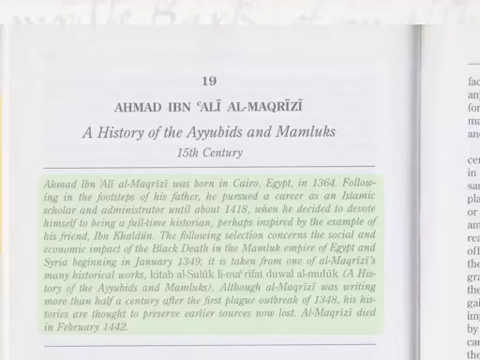 19
AHMAD IBN ʿALĪ AL-MAQRĪZĪ
A History of the Ayyubids and Mamluks
15th Century
Ahmad Ibn ʿAlī al-Maqrīzī was born in Cairo, Egypt, in 1364. Follow-
ing in the footsteps of his father, he pursued a career as an Islamic
scholar and administrator until about 1418, when he decided to devote
himself to being a full-time historian, perhaps inspired by the example of
his friend, Ibn Khaldūn. The following selection concerns the social and
economic impact of the Black Death in the Mamluk empire of Egypt and
Syria beginning in January 1349; it is taken from one of al-Maqrīzī's
many historical works, kitab al-Sulūk li-maʿrifat duwal al-mulūk (A His-
tory of the Ayyubids and Mamluks). Although al-Maqrīzī was writing
more than half a century after the first plague outbreak of 1348, his his-
tories are thought to preserve earlier sources now lost. Al-Maqrīzī died
in February 1442.